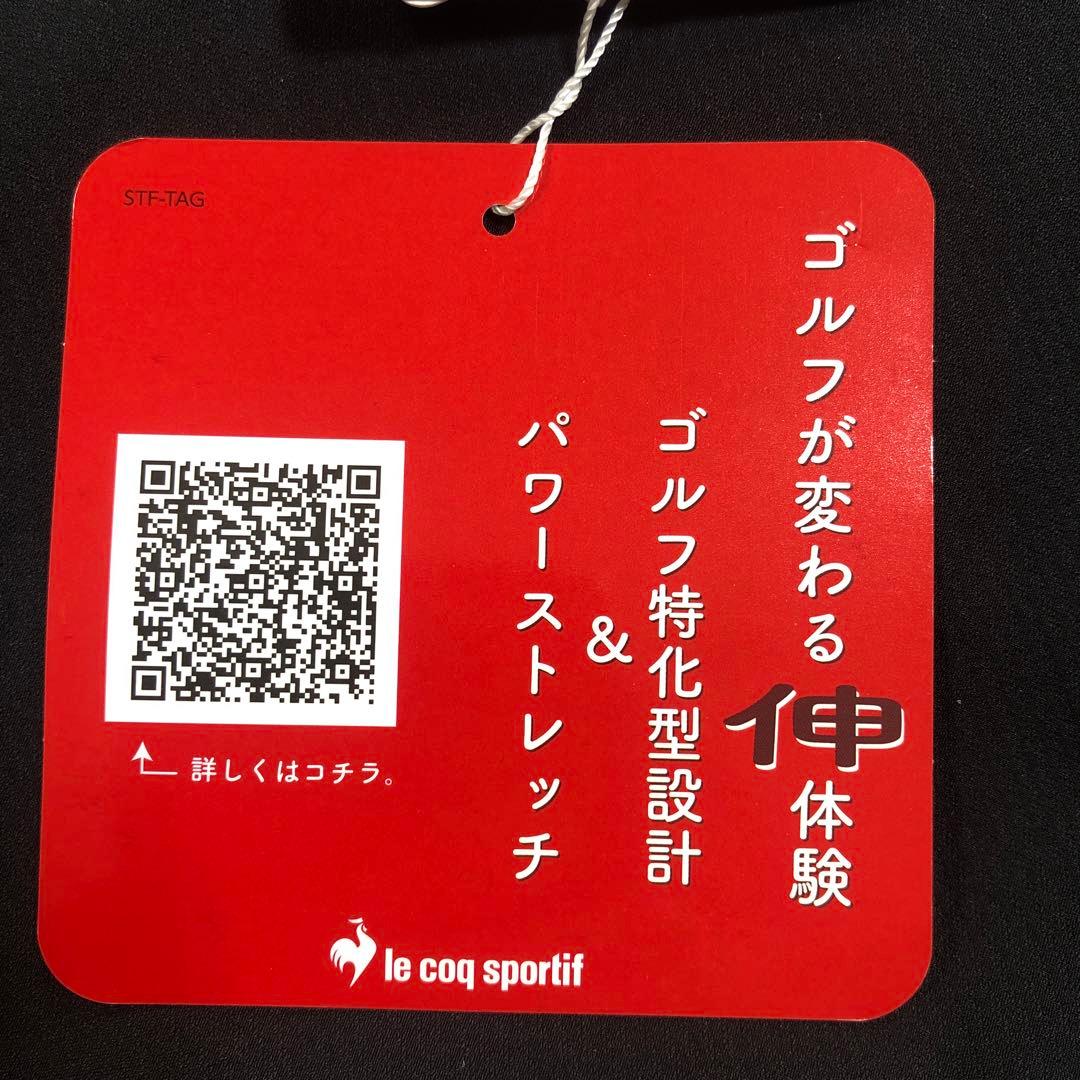 STF-TAG
ゴルフが変わる伸体験
ゴルフ特化型設計
&
パワーストレッチ
詳しくはコチラ。
le coq sportif